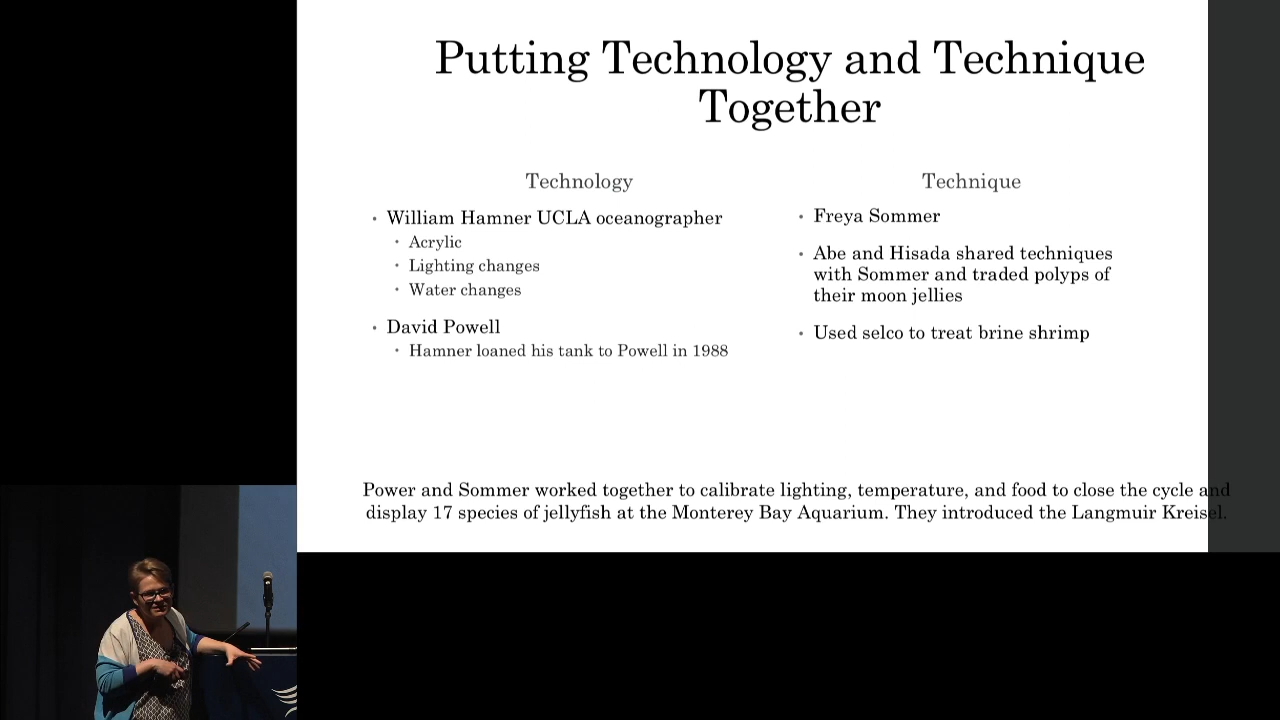 Putting Technology and Technique
Together
Technology
• William Hamner UCLA oceanographer
• Acrylic
• Lighting changes
• Water changes
• David Powell
• Hamner loaned his tank to Powell in 1988
Technique
• Freya Sommer
• Abe and Hisada shared techniques
with Sommer and traded polyps of
their moon jellies
• Used selco to treat brine shrimp
Power and Sommer worked together to calibrate lighting, temperature, and food to close the cycle and
display 17 species of jellyfish at the Monterey Bay Aquarium. They introduced the Langmuir Kreisel.